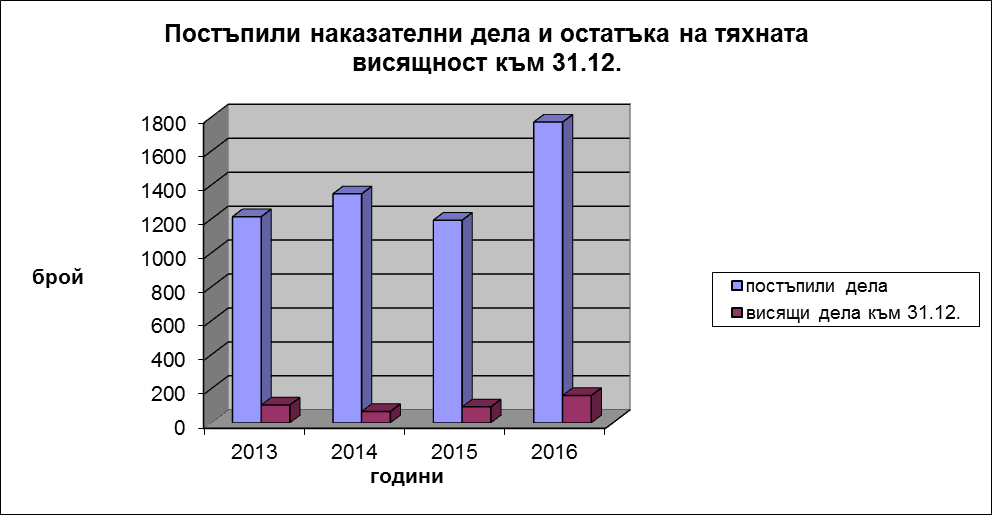 Постъпили наказателни дела и остатъка на тяхната
висящност към 31.12.
1800
1600
1400
1200
1000
800
600
400
200
0
брой
2013 2014 2015 2016
години
постъпили дела
висящи дела към 31.12.